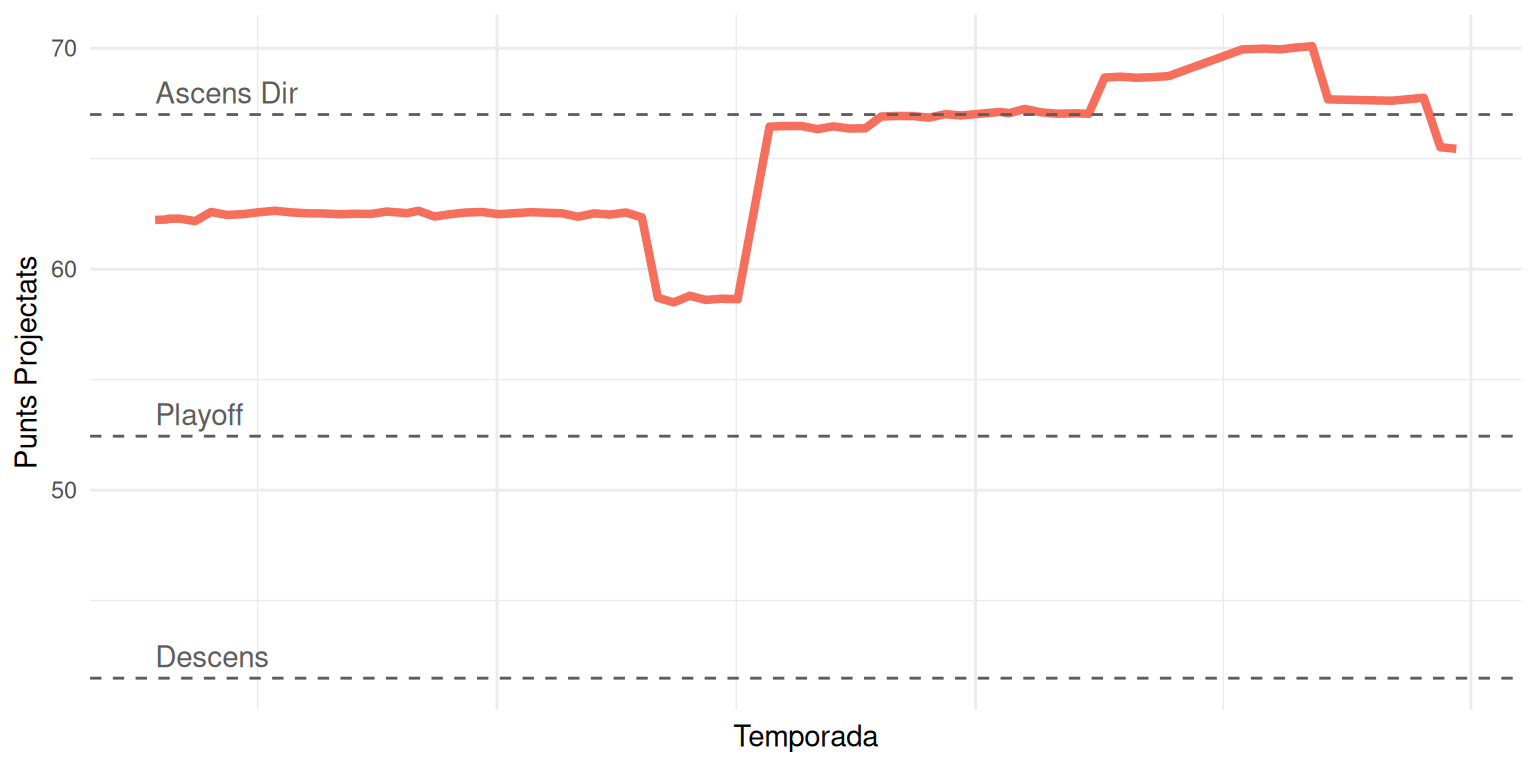 70
Ascens Dir
60
Playoff
50
Descens
Punts Projectats
Temporada